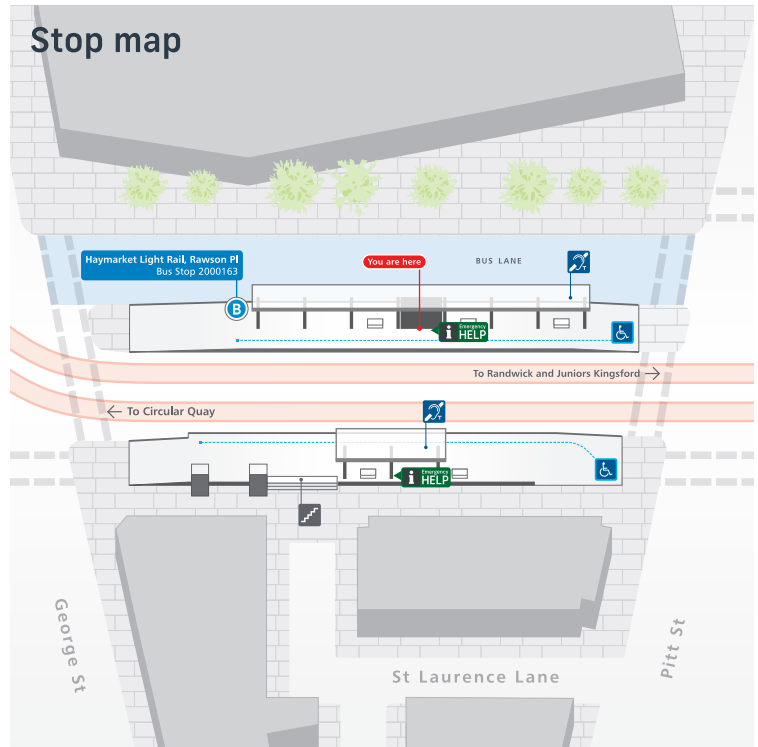 Stop map
Haymarket Light Rail, Rawson Pl
Bus Stop 2000163
You are here
BUS LANE
T
B
i Emergency
HELP
To Randwick and Juniors Kingsford →
← To Circular Quay
T
i Emergency
HELP
George St
St Laurence Lane
Pitt St